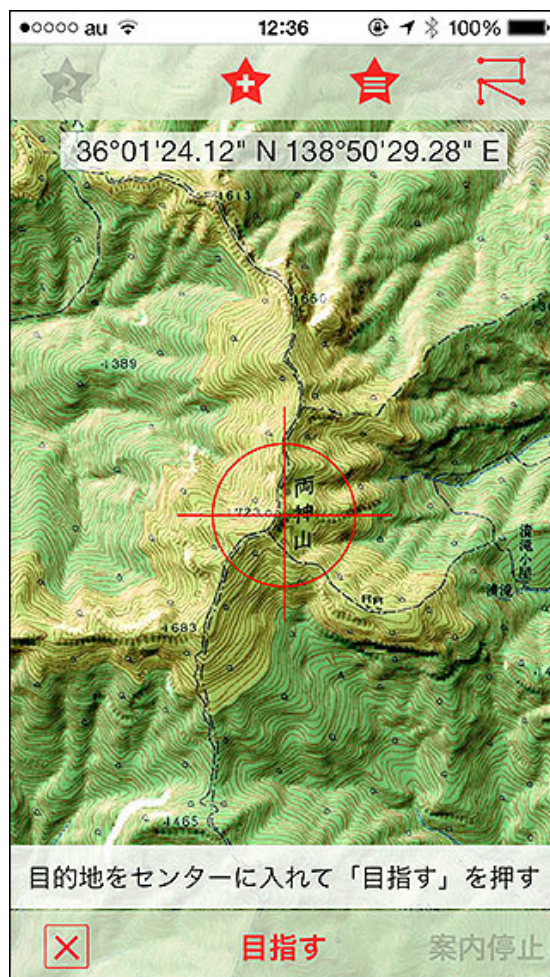 au 12:36 100%
36°01'24.12" N 138°50'29.28" E
1613
1650
1389
両神山
1723
清滝小屋
清滝
1683
1465
目的地をセンターに入れて「目指す」を押す
目指す 案内停止